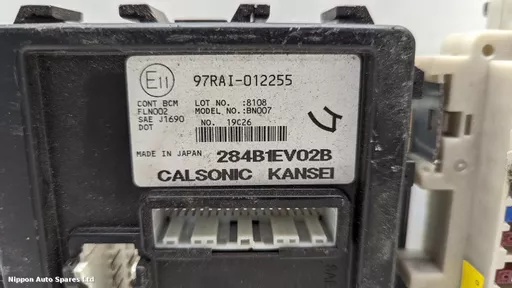 E11 97RAI-012255
CONT BCM LOT NO. :8108
FLN002 MODEL NO.:BN007
SAE J1690 NO. 19C26
DOT
MADE IN JAPAN 284B1EV02B
CALSONIC KANSEI
Nippon Auto Spares Ltd